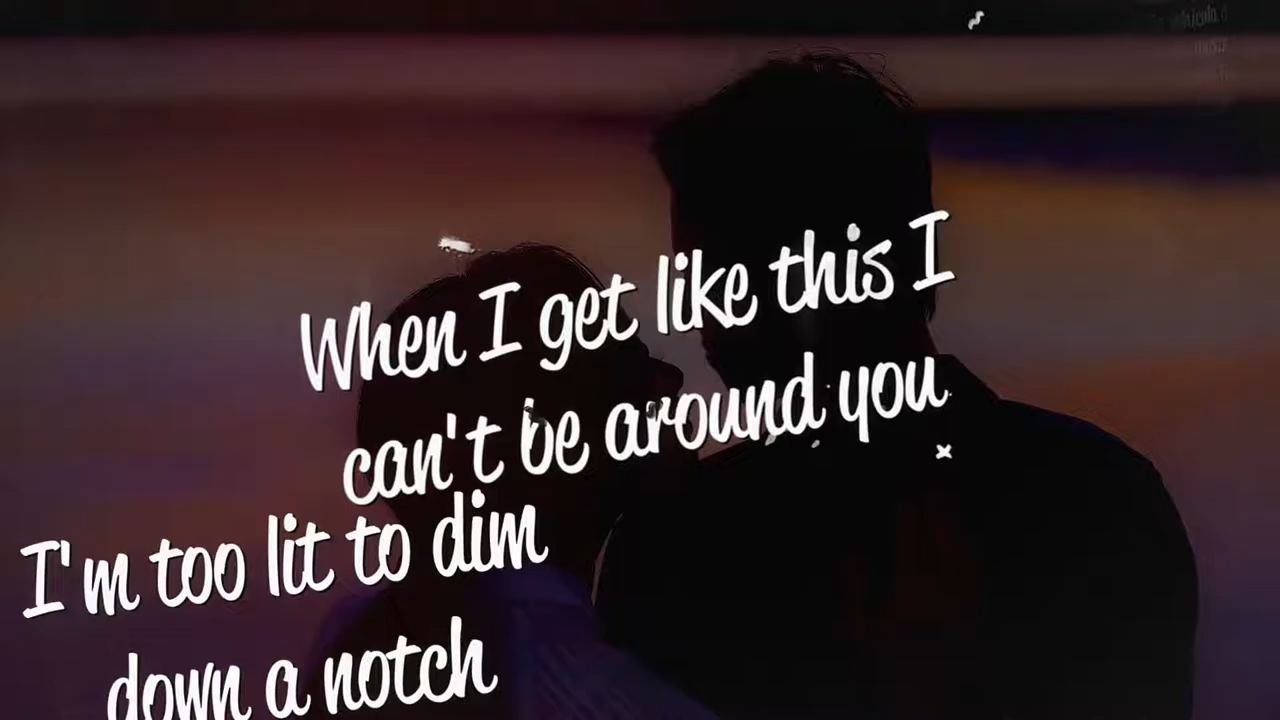 When I get like this I
can't be around you
I'm too lit to dim
down a notch